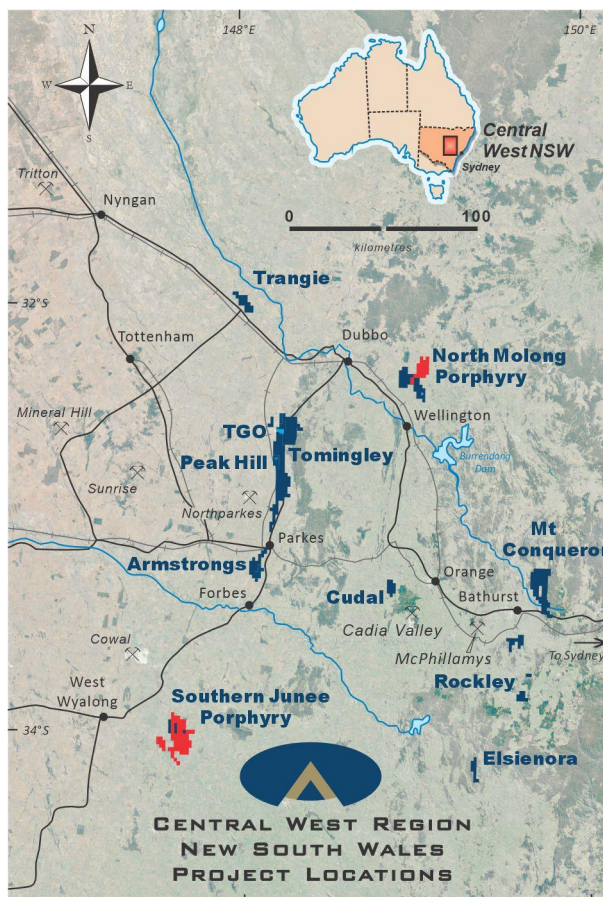 148°E
150°E
N
W
E
S
Central
West NSW
Sydney
0
100
kilometres
Tritton
Nyngan
Trangie
32°S
Tottenham
Dubbo
North Molong
Porphyry
Mineral Hill
Wellington
TGO
Tomingley
Peak Hill
Burrendong
Dam
Sunrise
Northparkes
Parkes
Mt
Conqueror
Armstrongs
Orange
Forbes
Cudal
Bathurst
Cadia Valley
Cowal
McPhillamys
To Sydney
West
Wyalong
Rockley
Southern Junee
Porphyry
34°S
Elsienora
Central West Region
New South Wales
Project Locations